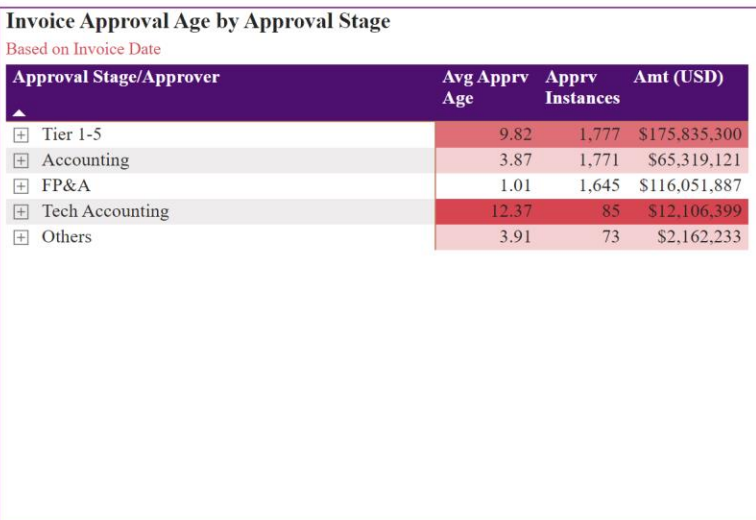 Invoice Approval Age by Approval Stage
Based on Invoice Date
Approval Stage/Approver Avg Apprv Age Apprv Instances Amt (USD)
Tier 1-5 9.82 1,777 $175,835,300
Accounting 3.87 1,771 $65,319,121
FP&A 1.01 1,645 $116,051,887
Tech Accounting 12.37 85 $12,106,399
Others 3.91 73 $2,162,233